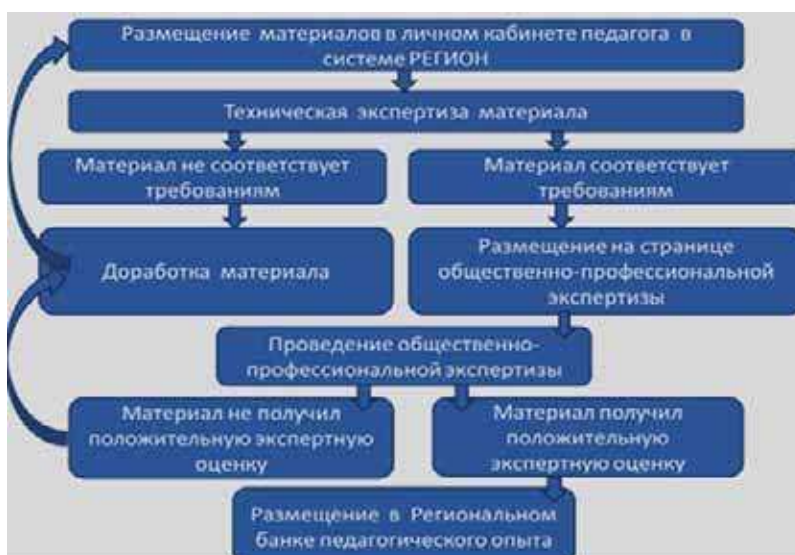 Размещение материалов в личном кабинете педагога в
системе РЕГИОН
Техническая экспертиза материала
Материал не соответствует
требованиям
Материал соответствует
требованиям
Доработка материала
Размещение на странице
общественно-профессиональной
экспертизы
Проведение общественно-
профессиональной экспертизы
Материал не получил
положительную экспертную
оценку
Материал получил
положительную
экспертную оценку
Размещение в Региональном
банке педагогического опыта